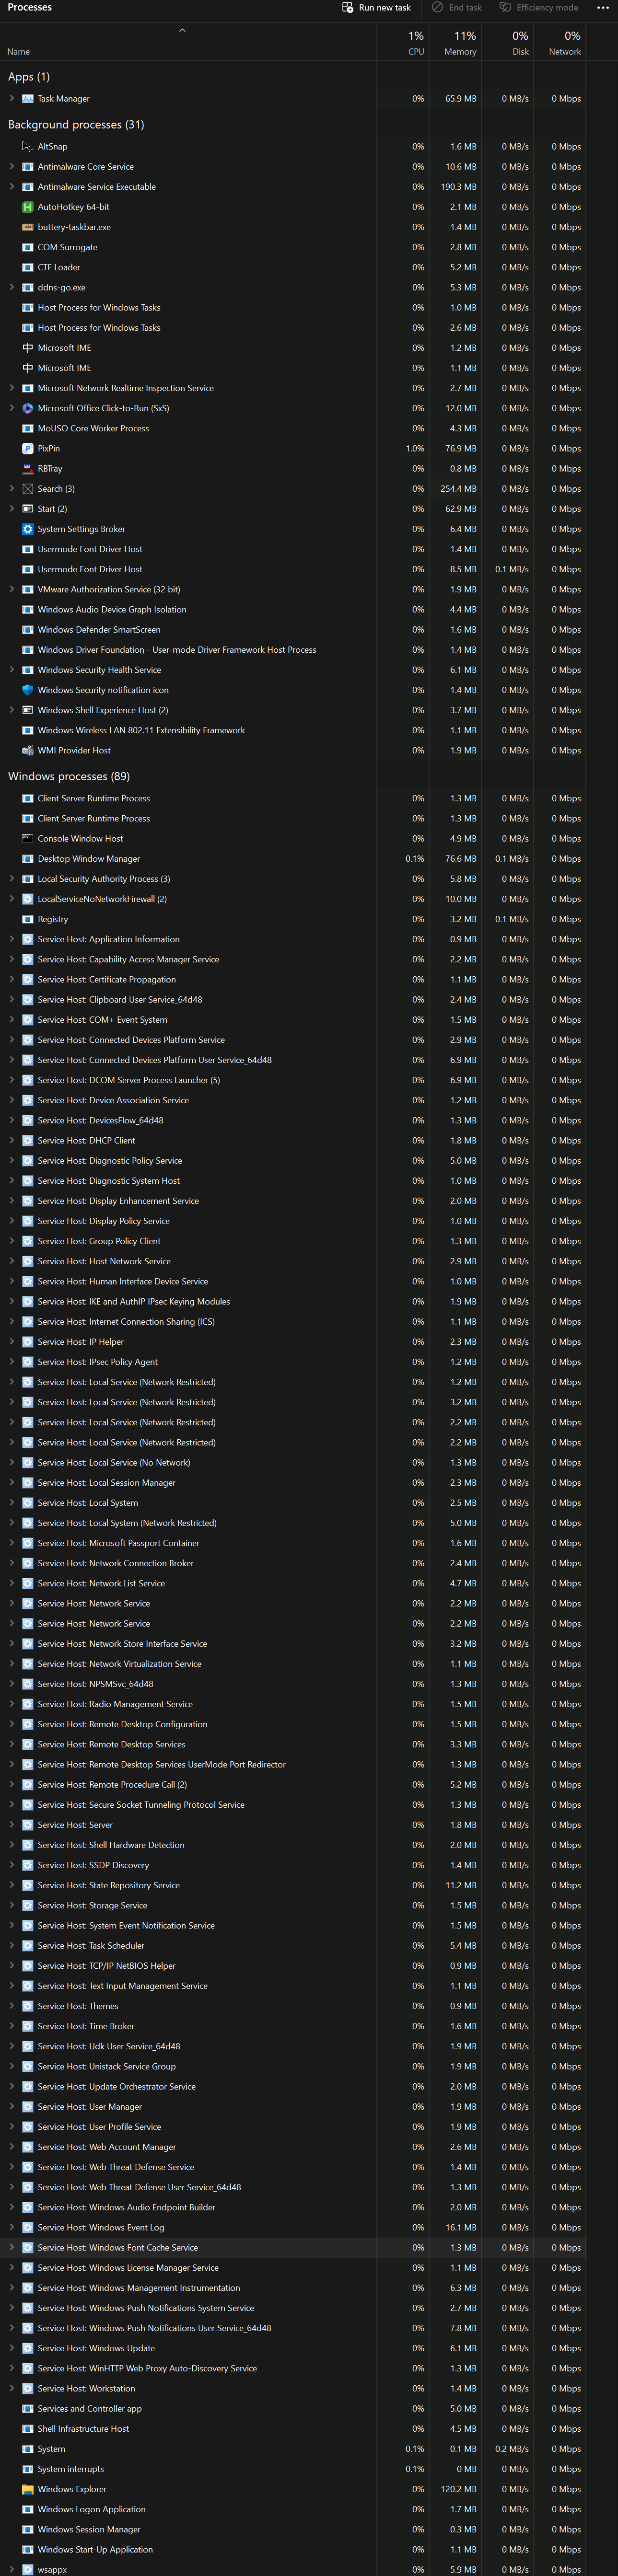 Processes Run new task End task Efficiency mode
1% 11% 0% 0%
Name CPU Memory Disk Network
Apps (1)
Task Manager 0% 65.9 MB 0 MB/s 0 Mbps
Background processes (31)
AltSnap 0% 1.6 MB 0 MB/s 0 Mbps
Antimalware Core Service 0% 10.6 MB 0 MB/s 0 Mbps
Antimalware Service Executable 0% 190.3 MB 0 MB/s 0 Mbps
AutoHotkey 64-bit 0% 2.1 MB 0 MB/s 0 Mbps
buttery-taskbar.exe 0% 1.4 MB 0 MB/s 0 Mbps
COM Surrogate 0% 2.8 MB 0 MB/s 0 Mbps
CTF Loader 0% 5.2 MB 0 MB/s 0 Mbps
ddns-go.exe 0% 5.3 MB 0 MB/s 0 Mbps
Host Process for Windows Tasks 0% 1.0 MB 0 MB/s 0 Mbps
Host Process for Windows Tasks 0% 2.6 MB 0 MB/s 0 Mbps
中 Microsoft IME 0% 1.2 MB 0 MB/s 0 Mbps
中 Microsoft IME 0% 1.1 MB 0 MB/s 0 Mbps
Microsoft Network Realtime Inspection Service 0% 2.7 MB 0 MB/s 0 Mbps
Microsoft Office Click-to-Run (SxS) 0% 12.0 MB 0 MB/s 0 Mbps
MoUSO Core Worker Process 0% 4.3 MB 0 MB/s 0 Mbps
PixPin 1.0% 76.9 MB 0 MB/s 0 Mbps
RBTray 0% 0.8 MB 0 MB/s 0 Mbps
Search (3) 0% 254.4 MB 0 MB/s 0 Mbps
Start (2) 0% 62.9 MB 0 MB/s 0 Mbps
System Settings Broker 0% 6.4 MB 0 MB/s 0 Mbps
Usermode Font Driver Host 0% 1.4 MB 0 MB/s 0 Mbps
Usermode Font Driver Host 0% 8.5 MB 0.1 MB/s 0 Mbps
VMware Authorization Service (32 bit) 0% 1.9 MB 0 MB/s 0 Mbps
Windows Audio Device Graph Isolation 0% 4.4 MB 0 MB/s 0 Mbps
Windows Defender SmartScreen 0% 1.6 MB 0 MB/s 0 Mbps
Windows Driver Foundation - User-mode Driver Framework Host Process 0% 1.4 MB 0 MB/s 0 Mbps
Windows Security Health Service 0% 6.1 MB 0 MB/s 0 Mbps
Windows Security notification icon 0% 1.4 MB 0 MB/s 0 Mbps
Windows Shell Experience Host (2) 0% 3.7 MB 0 MB/s 0 Mbps
Windows Wireless LAN 802.11 Extensibility Framework 0% 1.1 MB 0 MB/s 0 Mbps
WMI Provider Host 0% 1.9 MB 0 MB/s 0 Mbps
Windows processes (89)
Client Server Runtime Process 0% 1.3 MB 0 MB/s 0 Mbps
Client Server Runtime Process 0% 1.3 MB 0 MB/s 0 Mbps
Console Window Host 0% 4.9 MB 0 MB/s 0 Mbps
Desktop Window Manager 0.1% 76.6 MB 0.1 MB/s 0 Mbps
Local Security Authority Process (3) 0% 5.8 MB 0 MB/s 0 Mbps
LocalServiceNoNetworkFirewall (2) 0% 10.0 MB 0 MB/s 0 Mbps
Registry 0% 3.2 MB 0.1 MB/s 0 Mbps
Service Host: Application Information 0% 0.9 MB 0 MB/s 0 Mbps
Service Host: Capability Access Manager Service 0% 2.2 MB 0 MB/s 0 Mbps
Service Host: Certificate Propagation 0% 1.1 MB 0 MB/s 0 Mbps
Service Host: Clipboard User Service_64d48 0% 2.4 MB 0 MB/s 0 Mbps
Service Host: COM+ Event System 0% 1.5 MB 0 MB/s 0 Mbps
Service Host: Connected Devices Platform Service 0% 2.9 MB 0 MB/s 0 Mbps
Service Host: Connected Devices Platform User Service_64d48 0% 6.9 MB 0 MB/s 0 Mbps
Service Host: DCOM Server Process Launcher (5) 0% 6.9 MB 0 MB/s 0 Mbps
Service Host: Device Association Service 0% 1.2 MB 0 MB/s 0 Mbps
Service Host: DevicesFlow_64d48 0% 1.3 MB 0 MB/s 0 Mbps
Service Host: DHCP Client 0% 1.8 MB 0 MB/s 0 Mbps
Service Host: Diagnostic Policy Service 0% 5.0 MB 0 MB/s 0 Mbps
Service Host: Diagnostic System Host 0% 1.0 MB 0 MB/s 0 Mbps
Service Host: Display Enhancement Service 0% 2.0 MB 0 MB/s 0 Mbps
Service Host: Display Policy Service 0% 1.0 MB 0 MB/s 0 Mbps
Service Host: Group Policy Client 0% 1.3 MB 0 MB/s 0 Mbps
Service Host: Host Network Service 0% 2.9 MB 0 MB/s 0 Mbps
Service Host: Human Interface Device Service 0% 1.0 MB 0 MB/s 0 Mbps
Service Host: IKE and AuthIP IPsec Keying Modules 0% 1.9 MB 0 MB/s 0 Mbps
Service Host: Internet Connection Sharing (ICS) 0% 1.1 MB 0 MB/s 0 Mbps
Service Host: IP Helper 0% 2.3 MB 0 MB/s 0 Mbps
Service Host: IPsec Policy Agent 0% 1.2 MB 0 MB/s 0 Mbps
Service Host: Local Service (Network Restricted) 0% 1.2 MB 0 MB/s 0 Mbps
Service Host: Local Service (Network Restricted) 0% 3.2 MB 0 MB/s 0 Mbps
Service Host: Local Service (Network Restricted) 0% 2.2 MB 0 MB/s 0 Mbps
Service Host: Local Service (Network Restricted) 0% 2.2 MB 0 MB/s 0 Mbps
Service Host: Local Service (No Network) 0% 1.3 MB 0 MB/s 0 Mbps
Service Host: Local Session Manager 0% 2.3 MB 0 MB/s 0 Mbps
Service Host: Local System 0% 2.5 MB 0 MB/s 0 Mbps
Service Host: Local System (Network Restricted) 0% 5.0 MB 0 MB/s 0 Mbps
Service Host: Microsoft Passport Container 0% 1.6 MB 0 MB/s 0 Mbps
Service Host: Network Connection Broker 0% 2.4 MB 0 MB/s 0 Mbps
Service Host: Network List Service 0% 4.7 MB 0 MB/s 0 Mbps
Service Host: Network Service 0% 2.2 MB 0 MB/s 0 Mbps
Service Host: Network Service 0% 2.2 MB 0 MB/s 0 Mbps
Service Host: Network Store Interface Service 0% 3.2 MB 0 MB/s 0 Mbps
Service Host: Network Virtualization Service 0% 1.1 MB 0 MB/s 0 Mbps
Service Host: NPSMSvc_64d48 0% 1.3 MB 0 MB/s 0 Mbps
Service Host: Radio Management Service 0% 1.5 MB 0 MB/s 0 Mbps
Service Host: Remote Desktop Configuration 0% 1.5 MB 0 MB/s 0 Mbps
Service Host: Remote Desktop Services 0% 3.3 MB 0 MB/s 0 Mbps
Service Host: Remote Desktop Services UserMode Port Redirector 0% 1.3 MB 0 MB/s 0 Mbps
Service Host: Remote Procedure Call (2) 0% 5.2 MB 0 MB/s 0 Mbps
Service Host: Secure Socket Tunneling Protocol Service 0% 1.3 MB 0 MB/s 0 Mbps
Service Host: Server 0% 1.8 MB 0 MB/s 0 Mbps
Service Host: Shell Hardware Detection 0% 2.0 MB 0 MB/s 0 Mbps
Service Host: SSDP Discovery 0% 1.4 MB 0 MB/s 0 Mbps
Service Host: State Repository Service 0% 11.2 MB 0 MB/s 0 Mbps
Service Host: Storage Service 0% 1.5 MB 0 MB/s 0 Mbps
Service Host: System Event Notification Service 0% 1.5 MB 0 MB/s 0 Mbps
Service Host: Task Scheduler 0% 5.4 MB 0 MB/s 0 Mbps
Service Host: TCP/IP NetBIOS Helper 0% 0.9 MB 0 MB/s 0 Mbps
Service Host: Text Input Management Service 0% 1.1 MB 0 MB/s 0 Mbps
Service Host: Themes 0% 0.9 MB 0 MB/s 0 Mbps
Service Host: Time Broker 0% 1.6 MB 0 MB/s 0 Mbps
Service Host: Udk User Service_64d48 0% 1.9 MB 0 MB/s 0 Mbps
Service Host: Unistack Service Group 0% 1.9 MB 0 MB/s 0 Mbps
Service Host: Update Orchestrator Service 0% 2.0 MB 0 MB/s 0 Mbps
Service Host: User Manager 0% 1.9 MB 0 MB/s 0 Mbps
Service Host: User Profile Service 0% 1.9 MB 0 MB/s 0 Mbps
Service Host: Web Account Manager 0% 2.6 MB 0 MB/s 0 Mbps
Service Host: Web Threat Defense Service 0% 1.4 MB 0 MB/s 0 Mbps
Service Host: Web Threat Defense User Service_64d48 0% 1.3 MB 0 MB/s 0 Mbps
Service Host: Windows Audio Endpoint Builder 0% 2.0 MB 0 MB/s 0 Mbps
Service Host: Windows Event Log 0% 16.1 MB 0 MB/s 0 Mbps
Service Host: Windows Font Cache Service 0% 1.3 MB 0 MB/s 0 Mbps
Service Host: Windows License Manager Service 0% 1.1 MB 0 MB/s 0 Mbps
Service Host: Windows Management Instrumentation 0% 6.3 MB 0 MB/s 0 Mbps
Service Host: Windows Push Notifications System Service 0% 2.7 MB 0 MB/s 0 Mbps
Service Host: Windows Push Notifications User Service_64d48 0% 7.8 MB 0 MB/s 0 Mbps
Service Host: Windows Update 0% 6.1 MB 0 MB/s 0 Mbps
Service Host: WinHTTP Web Proxy Auto-Discovery Service 0% 1.3 MB 0 MB/s 0 Mbps
Service Host: Workstation 0% 1.4 MB 0 MB/s 0 Mbps
Services and Controller app 0% 5.0 MB 0 MB/s 0 Mbps
Shell Infrastructure Host 0% 4.5 MB 0 MB/s 0 Mbps
System 0.1% 0.1 MB 0.2 MB/s 0 Mbps
System interrupts 0.1% 0 MB 0 MB/s 0 Mbps
Windows Explorer 0% 120.2 MB 0 MB/s 0 Mbps
Windows Logon Application 0% 1.7 MB 0 MB/s 0 Mbps
Windows Session Manager 0% 0.3 MB 0 MB/s 0 Mbps
Windows Start-Up Application 0% 1.1 MB 0 MB/s 0 Mbps
wsappx 0% 5.9 MB 0 MB/s 0 Mbps